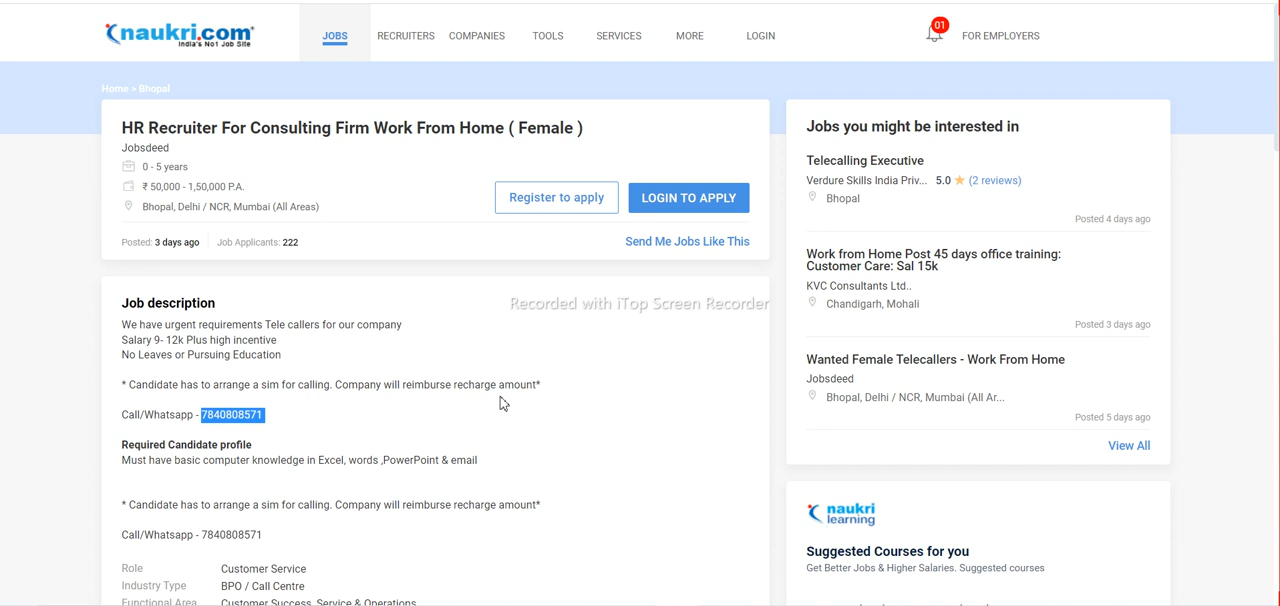 naukri.com
India's No1 Job Site
JOBS
RECRUITERS
COMPANIES
TOOLS
SERVICES
MORE
LOGIN
01
FOR EMPLOYERS
Home > Bhopal
HR Recruiter For Consulting Firm Work From Home ( Female )
Jobsdeed
0 - 5 years
₹ 50,000 - 1,50,000 P.A.
Bhopal, Delhi / NCR, Mumbai (All Areas)
Register to apply
LOGIN TO APPLY
Posted: 3 days ago
Job Applicants: 222
Send Me Jobs Like This
Job description
Recorded with iTop Screen Recorder
We have urgent requirements Tele callers for our company
Salary 9- 12k Plus high incentive
No Leaves or Pursuing Education
* Candidate has to arrange a sim for calling. Company will reimburse recharge amount*
Call/Whatsapp - 7840808571
Required Candidate profile
Must have basic computer knowledge in Excel, words ,PowerPoint & email
* Candidate has to arrange a sim for calling. Company will reimburse recharge amount*
Call/Whatsapp - 7840808571
Role Customer Service
Industry Type BPO / Call Centre
Functional Area Customer Success, Service & Operations
Jobs you might be interested in
Telecalling Executive
Verdure Skills India Priv... 5.0 (2 reviews)
Bhopal
Posted 4 days ago
Work from Home Post 45 days office training:
Customer Care: Sal 15k
KVC Consultants Ltd..
Chandigarh, Mohali
Posted 3 days ago
Wanted Female Telecallers - Work From Home
Jobsdeed
Bhopal, Delhi / NCR, Mumbai (All Ar...
Posted 5 days ago
View All
naukri
learning
Suggested Courses for you
Get Better Jobs & Higher Salaries. Suggested courses